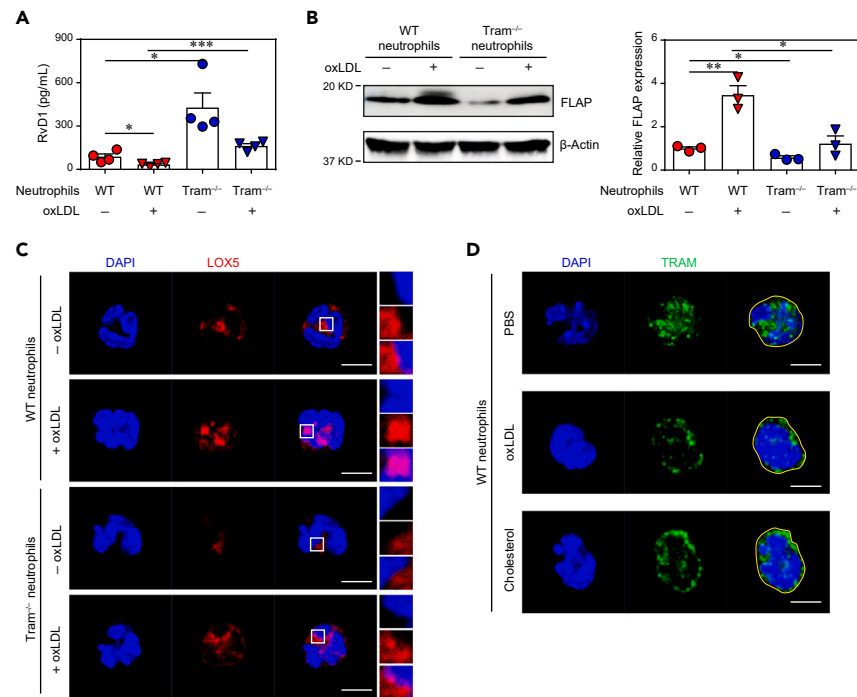 A
RvD1 (pg/mL)
900
600
300
0
*
***
*
Neutrophils WT WT Tram–/– Tram–/–
oxLDL – + – +
B
WT neutrophils
Tram–/– neutrophils
oxLDL – + – +
20 KD
FLAP
β-Actin
37 KD
Relative FLAP expression
6
4
2
0
*
*
**
Neutrophils WT WT Tram–/– Tram–/–
oxLDL – + – +
C
DAPI LOX5
WT neutrophils
– oxLDL
+ oxLDL
Tram–/– neutrophils
– oxLDL
+ oxLDL
D
DAPI TRAM
WT neutrophils
PBS
oxLDL
Cholesterol